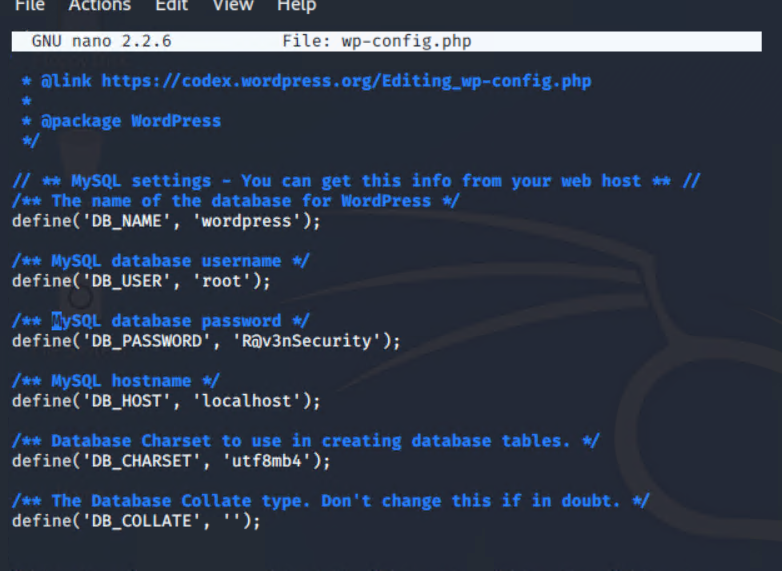 File Actions Edit View Help
GNU nano 2.2.6 File: wp-config.php
* @link https://codex.wordpress.org/Editing_wp-config.php
*
* @package WordPress
*/
// ** MySQL settings - You can get this info from your web host ** //
/** The name of the database for WordPress */
define('DB_NAME', 'wordpress');
/** MySQL database username */
define('DB_USER', 'root');
/** MySQL database password */
define('DB_PASSWORD', 'R@v3nSecurity');
/** MySQL hostname */
define('DB_HOST', 'localhost');
/** Database Charset to use in creating database tables. */
define('DB_CHARSET', 'utf8mb4');
/** The Database Collate type. Don't change this if in doubt. */
define('DB_COLLATE', '');